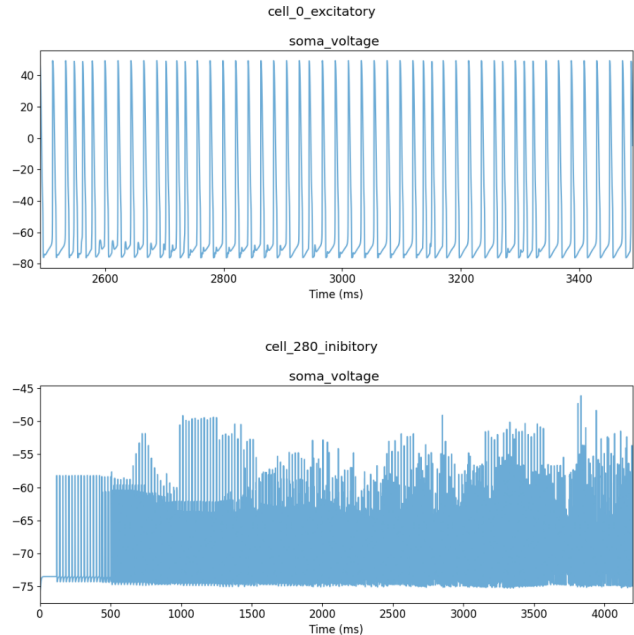 cell_0_excitatory
soma_voltage
40
20
0
−20
−40
−60
−80
2600 2800 3000 3200 3400
Time (ms)
cell_280_inibitory
soma_voltage
−45
−50
−55
−60
−65
−70
−75
0 500 1000 1500 2000 2500 3000 3500 4000
Time (ms)